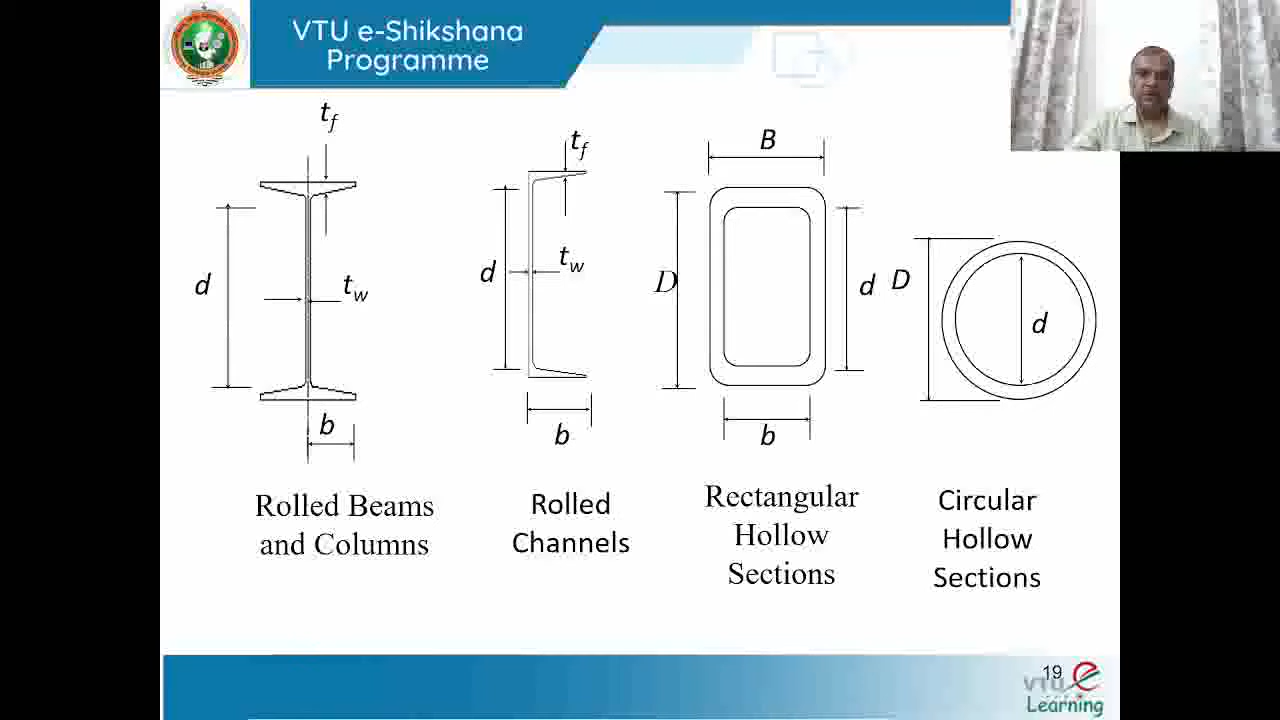 VTU e-Shikshana
Programme
t_f
d
t_w
b
Rolled Beams
and Columns
t_f
d
t_w
b
Rolled
Channels
B
D
d
b
Rectangular
Hollow
Sections
D
d
Circular
Hollow
Sections
19
VTU e
Learning